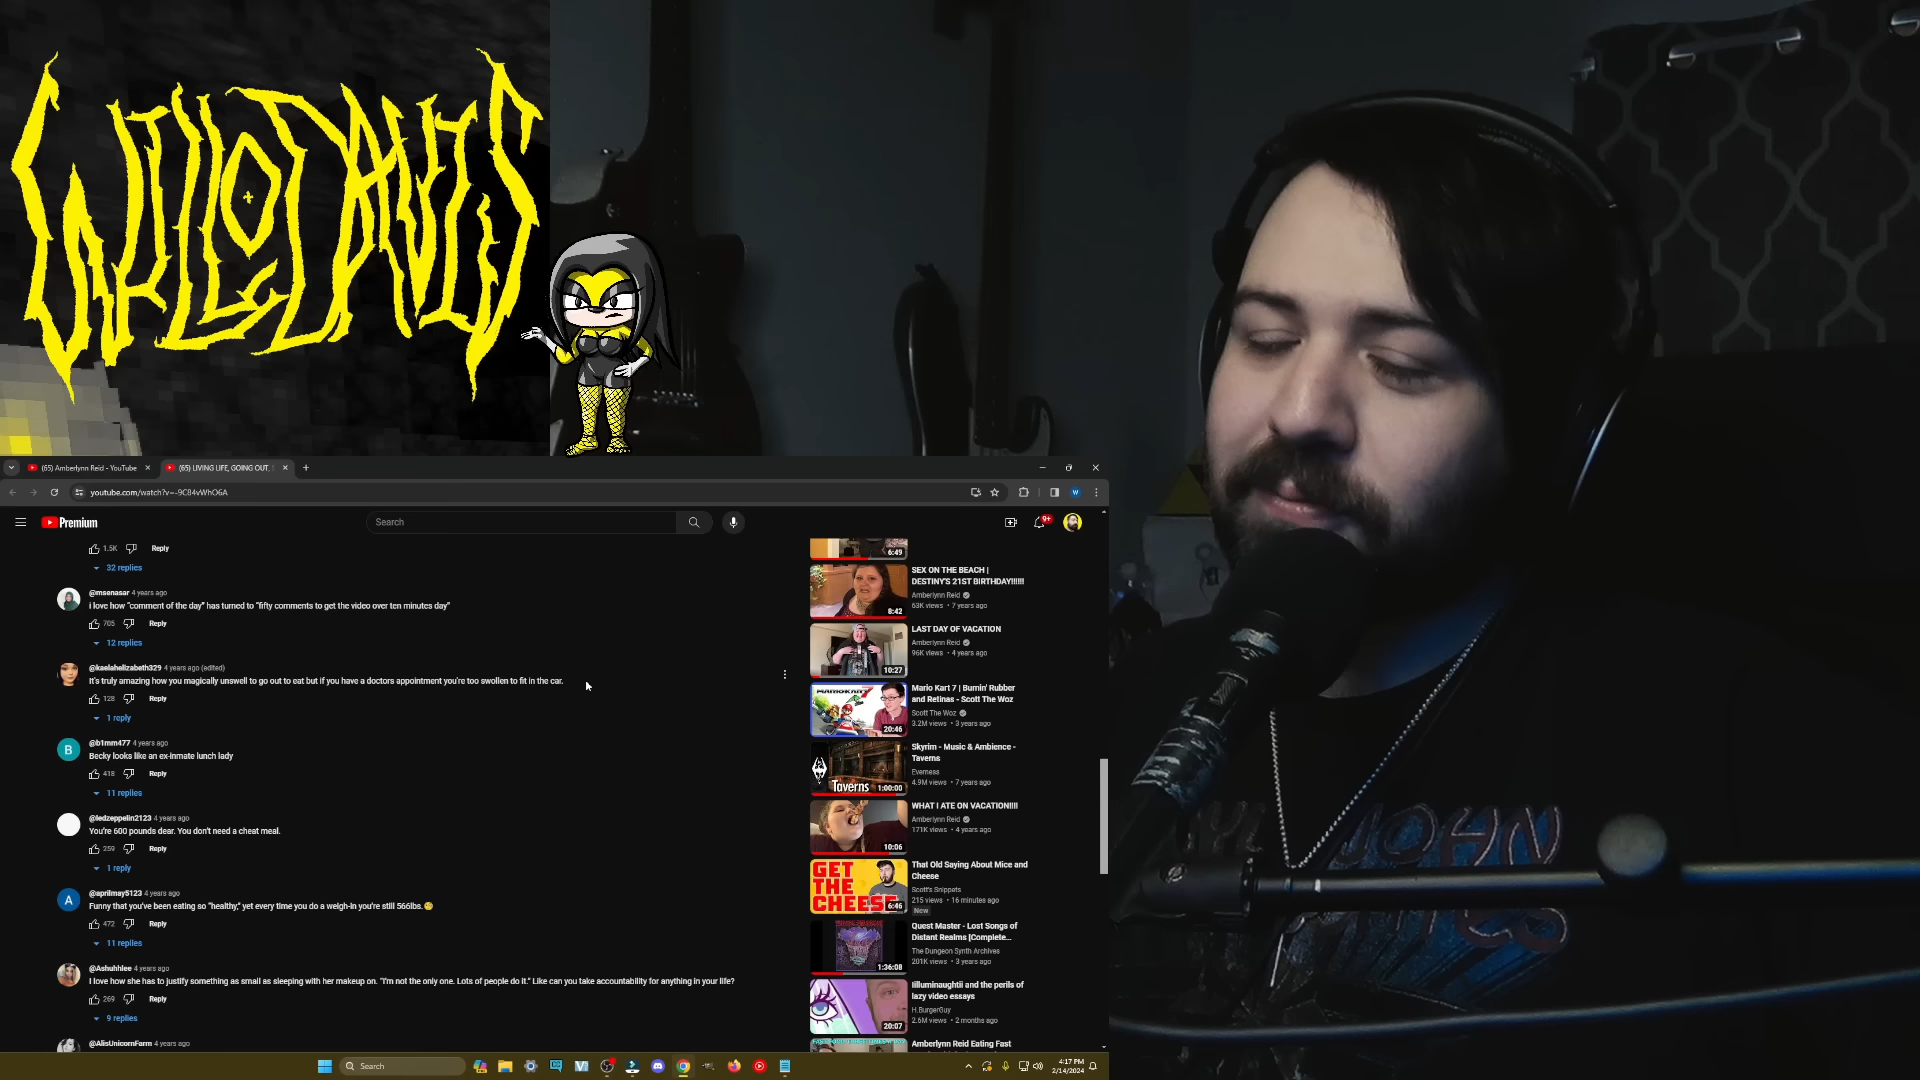 WILLOTDAVIS
(65) Amberlynn Reid - YouTube
(65) LIVING LIFE, GOING OUT,
youtube.com/watch?v=-9C84vWhO6A
Premium
Search
9+
W
1.5K Reply
32 replies
@msenasar 4 years ago
i love how "comment of the day" has turned to "fifty comments to get the video over ten minutes day"
705 Reply
12 replies
@kaelahelizabeth329 4 years ago (edited)
It's truly amazing how you magically unswell to go out to eat but if you have a doctors appointment you're too swollen to fit in the car.
128 Reply
1 reply
B
@b1mm477 4 years ago
Becky looks like an ex-inmate lunch lady
418 Reply
11 replies
@ledzeppelin2123 4 years ago
You're 600 pounds dear. You don't need a cheat meal.
259 Reply
1 reply
A
@aprilmay5123 4 years ago
Funny that you've been eating so "healthy," yet every time you do a weigh-in you're still 566lbs.
472 Reply
11 replies
@Ashuhhlee 4 years ago
I love how she has to justify something as small as sleeping with her makeup on. "I'm not the only one. Lots of people do it." Like can you take accountability for anything in your life?
269 Reply
9 replies
@AlisUnicornFarm 4 years ago
6:49
SEX ON THE BEACH |
DESTINY'S 21ST BIRTHDAY!!!!!!
Amberlynn Reid
63K views • 7 years ago
8:42
LAST DAY OF VACATION
Amberlynn Reid
96K views • 4 years ago
10:27
Mario Kart 7 | Burnin' Rubber
and Retinas - Scott The Woz
Scott The Woz
3.2M views • 3 years ago
20:46
Skyrim - Music & Ambience -
Taverns
Everness
4.9M views • 7 years ago
Taverns
1:00:00
WHAT I ATE ON VACATION!!!!
Amberlynn Reid
171K views • 4 years ago
10:06
That Old Saying About Mice and
Cheese
Scott's Snippets
215 views • 16 minutes ago
New
GET
THE
CHEESE
6:46
Quest Master - Lost Songs of
Distant Realms [Complete...
The Dungeon Synth Archives
201K views • 3 years ago
1:36:08
Iilluminaughtii and the perils of
lazy video essays
H.BurgerGuy
2.6M views • 2 months ago
20:07
Amberlynn Reid Eating Fast
Search
4:17 PM
2/14/2024
JOHN